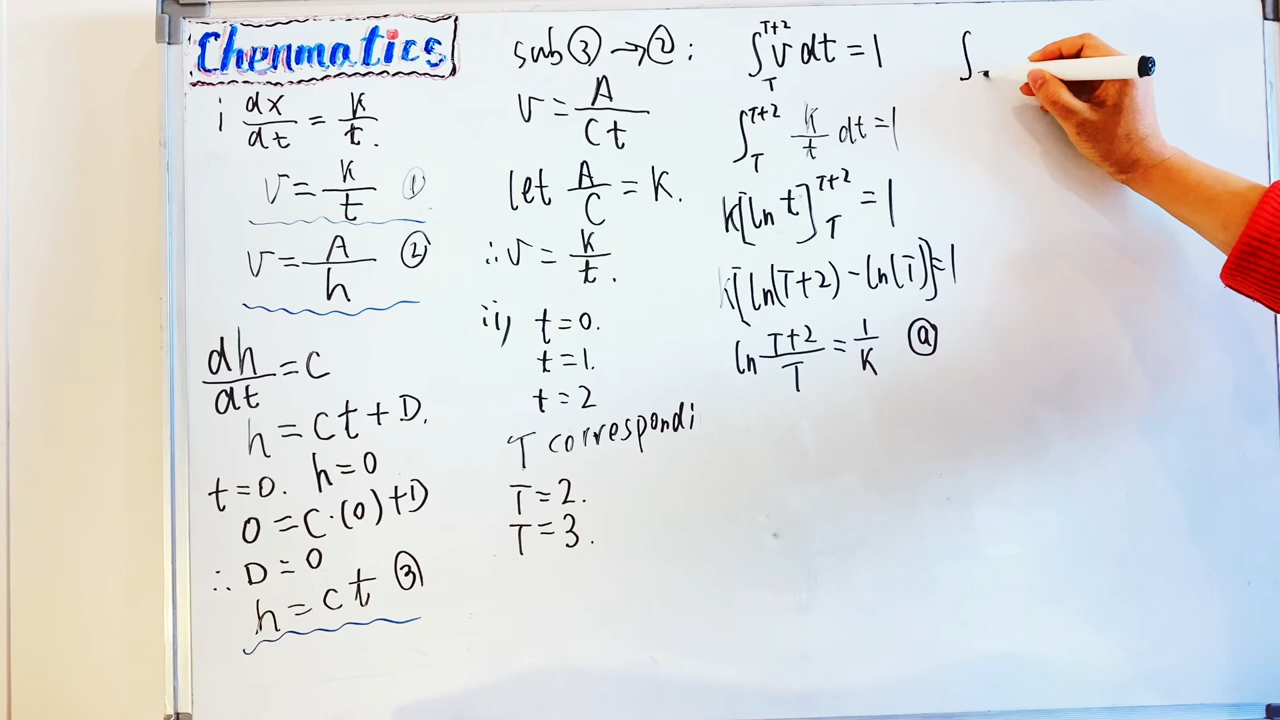 Chenmatics
i dx/dt = k/t.
v = k/t ①
v = A/h ②
dh/dt = c
h = ct + D.
t=0. h=0
0 = c·(0)+D
∴ D = 0
h = ct ③
sub ③ → ②:
v = A/ct
let A/C = K.
∴ v = k/t.
ii) t=0.
t=1.
t=2
T correspondi
T=2.
T=3.
∫_T^{T+2} v dt = 1
∫_T^{T+2} k/t dt = 1
k[ln t]_T^{T+2} = 1
k[ln(T+2) - ln(T)] = 1
ln T+2/T = 1/K ⓐ
∫